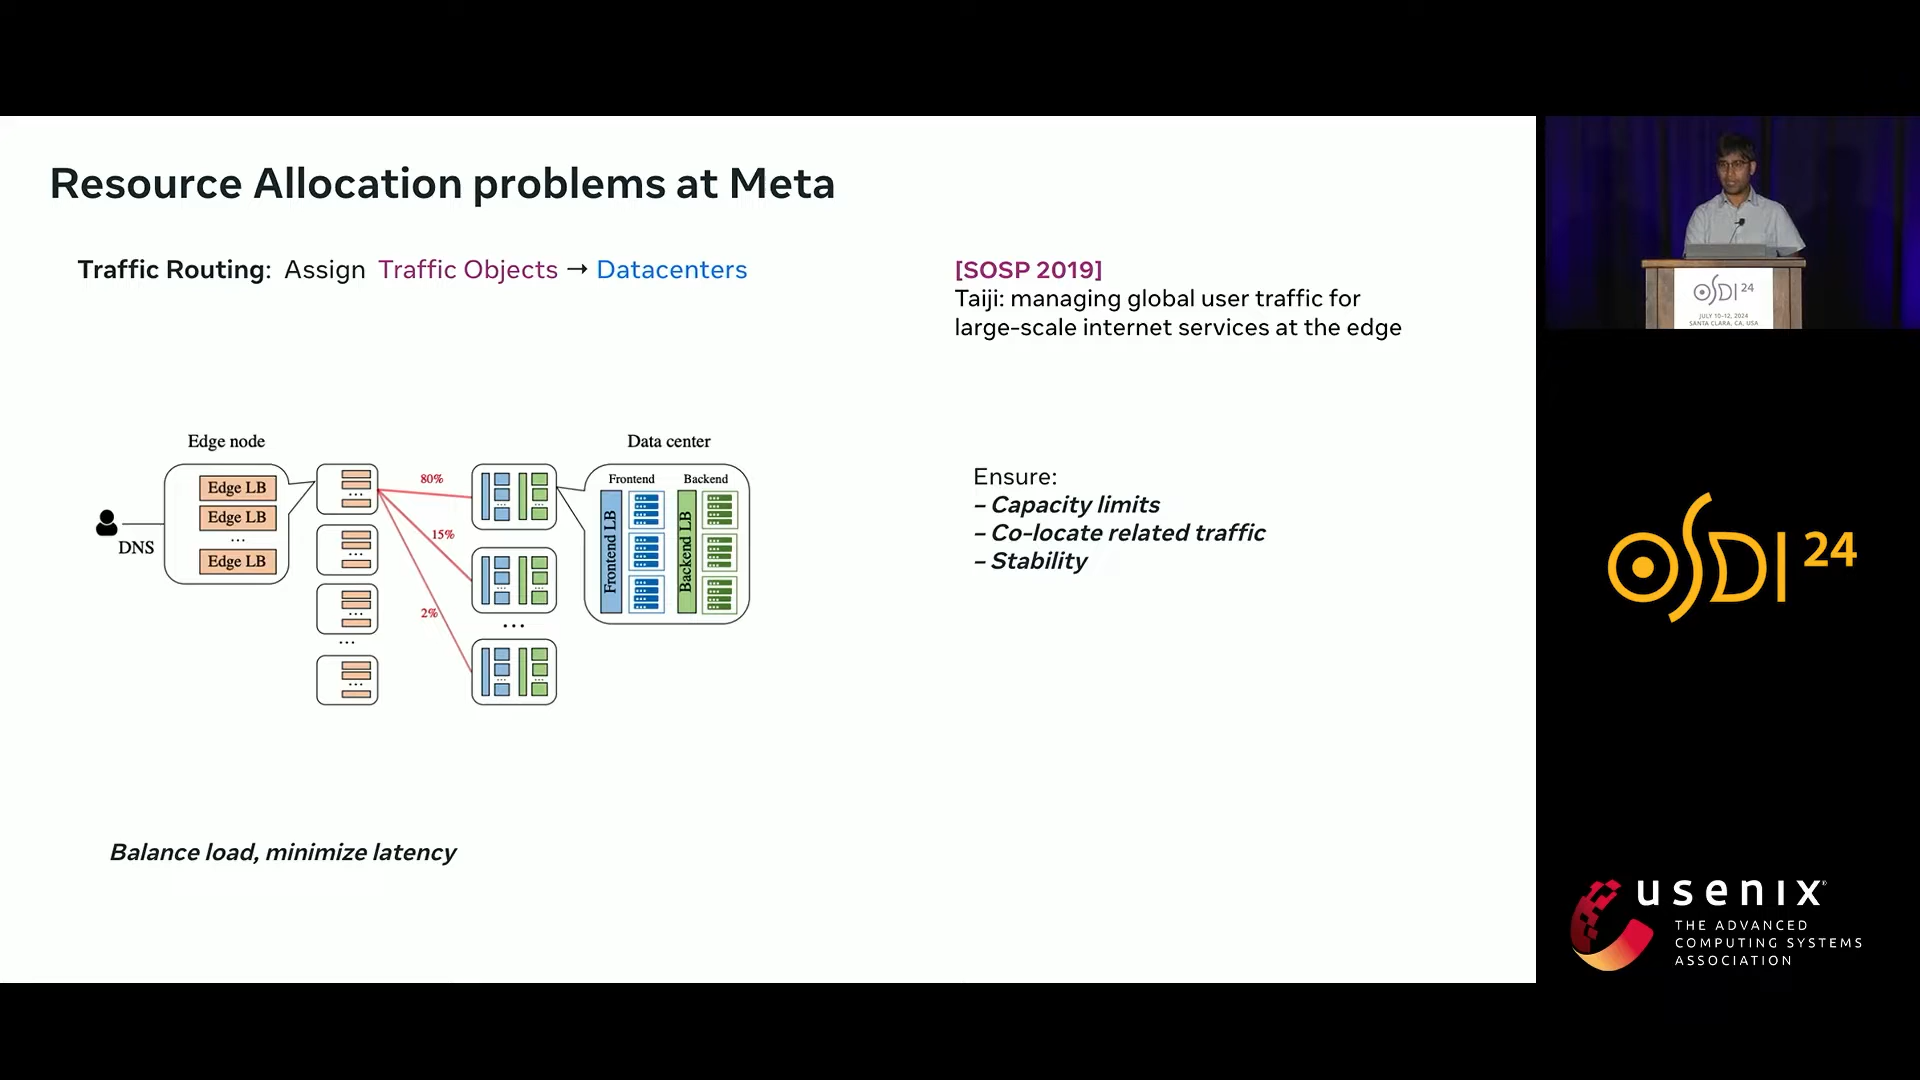 Resource Allocation problems at Meta
Traffic Routing: Assign Traffic Objects → Datacenters
[SOSP 2019]
Taiji: managing global user traffic for
large-scale internet services at the edge
Edge node
Edge LB
Edge LB
...
Edge LB
DNS
...
...
...
...
...
80%
15%
2%
...
...
...
...
Data center
Frontend
Backend
Frontend LB
Backend LB
Ensure:
– Capacity limits
– Co-locate related traffic
– Stability
Balance load, minimize latency
OSDI 24
JULY 10–12, 2024
SANTA CLARA, CA, USA
OSDI 24
usenix®
THE ADVANCED
COMPUTING SYSTEMS
ASSOCIATION